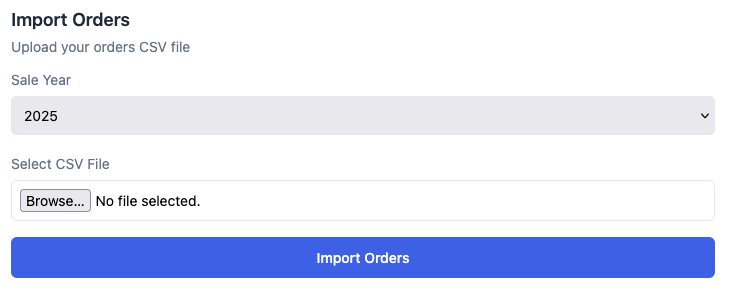 Import Orders
Upload your orders CSV file
Sale Year
2025
Select CSV File
Browse... No file selected.
Import Orders